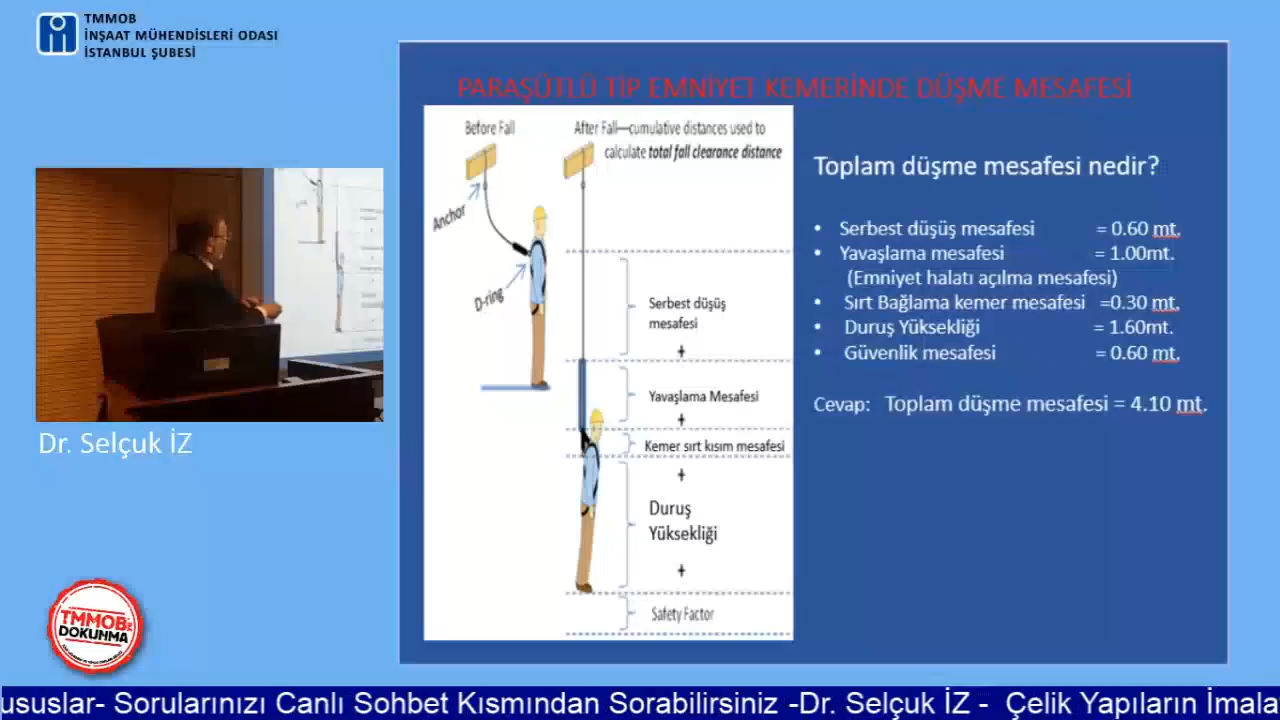 TMMOB
İNŞAAT MÜHENDİSLERİ ODASI
İSTANBUL ŞUBESİ
PARAŞÜTLÜ TİP EMNİYET KEMERİNDE DÜŞME MESAFESİ
Before Fall
After Fall—cumulative distances used to
calculate total fall clearance distance
Anchor
D-ring
Serbest düşüş
mesafesi
+
Yavaşlama Mesafesi
+
Kemer sırt kısım mesafesi
+
Duruş
Yüksekliği
+
Safety Factor
Toplam düşme mesafesi nedir?
• Serbest düşüş mesafesi = 0.60 mt.
• Yavaşlama mesafesi = 1.00mt.
(Emniyet halatı açılma mesafesi)
• Sırt Bağlama kemer mesafesi =0.30 mt.
• Duruş Yüksekliği = 1.60mt.
• Güvenlik mesafesi = 0.60 mt.
Cevap: Toplam düşme mesafesi = 4.10 mt.
Dr. Selçuk İZ
TMMOB
DOKUNMA
ususlar- Sorularınızı Canlı Sohbet Kısmından Sorabilirsiniz -Dr. Selçuk İZ - Çelik Yapıların İmala